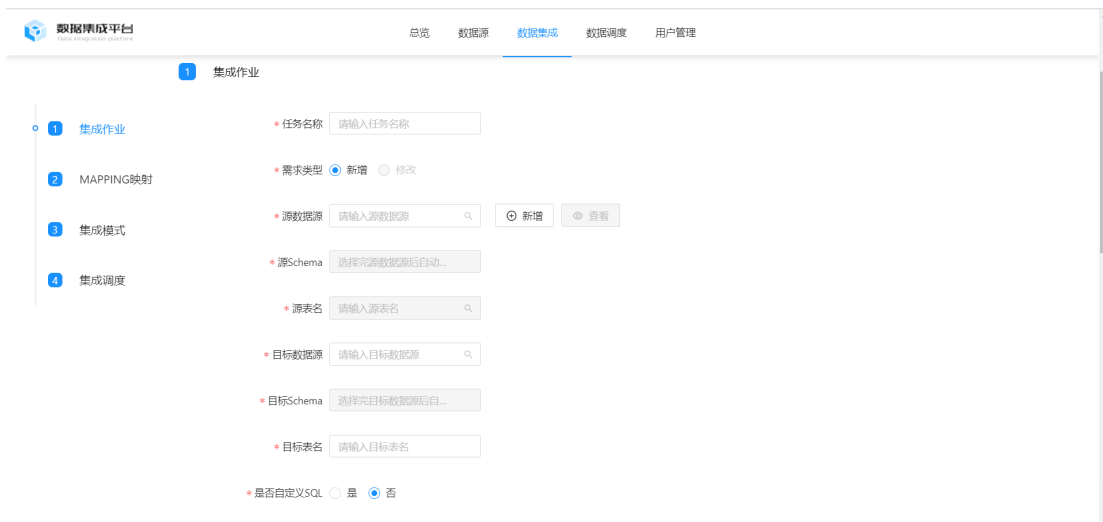 数据集成平台
Data integration platform
总览 数据源 数据集成 数据调度 用户管理
1 集成作业
1 集成作业
2 MAPPING映射
3 集成模式
4 集成调度
* 任务名称 请输入任务名称
* 需求类型 新增 修改
* 源数据源 请输入源数据源 新增 查看
* 源Schema 选择完源数据源后自动...
* 源表名 请输入源表名
* 目标数据源 请输入目标数据源
* 目标Schema 选择完目标数据源后自...
* 目标表名 请输入目标表名
* 是否自定义SQL 是 否